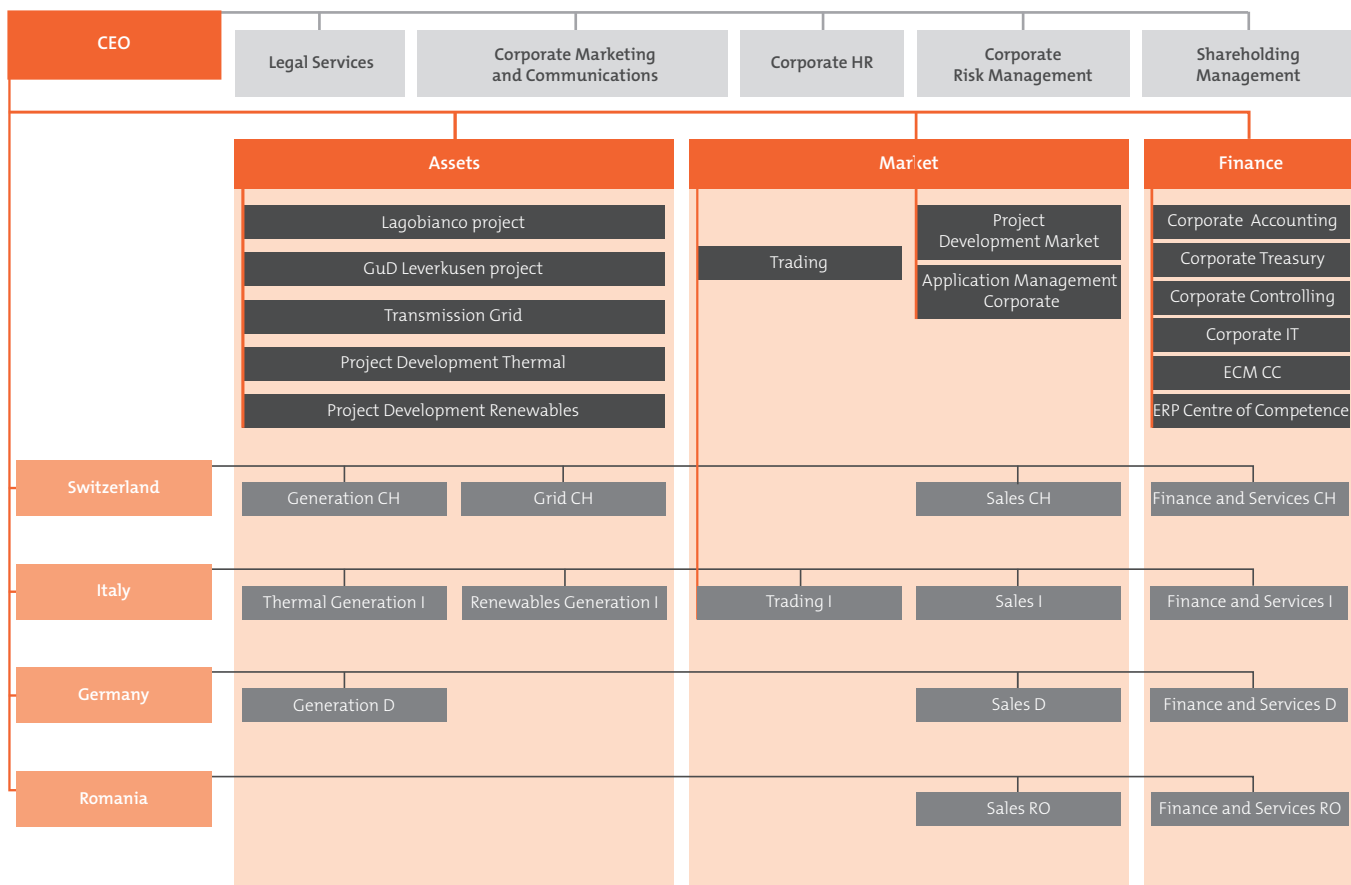 CEO
Legal Services
Corporate Marketing
and Communications
Corporate HR
Corporate
Risk Management
Shareholding
Management
Assets
Market
Finance
Lagobianco project
GuD Leverkusen project
Transmission Grid
Project Development Thermal
Project Development Renewables
Trading
Project
Development Market
Application Management
Corporate
Corporate Accounting
Corporate Treasury
Corporate Controlling
Corporate IT
ECM CC
ERP Centre of Competence
Switzerland
Generation CH
Grid CH
Sales CH
Finance and Services CH
Italy
Thermal Generation I
Renewables Generation I
Trading I
Sales I
Finance and Services I
Germany
Generation D
Sales D
Finance and Services D
Romania
Sales RO
Finance and Services RO